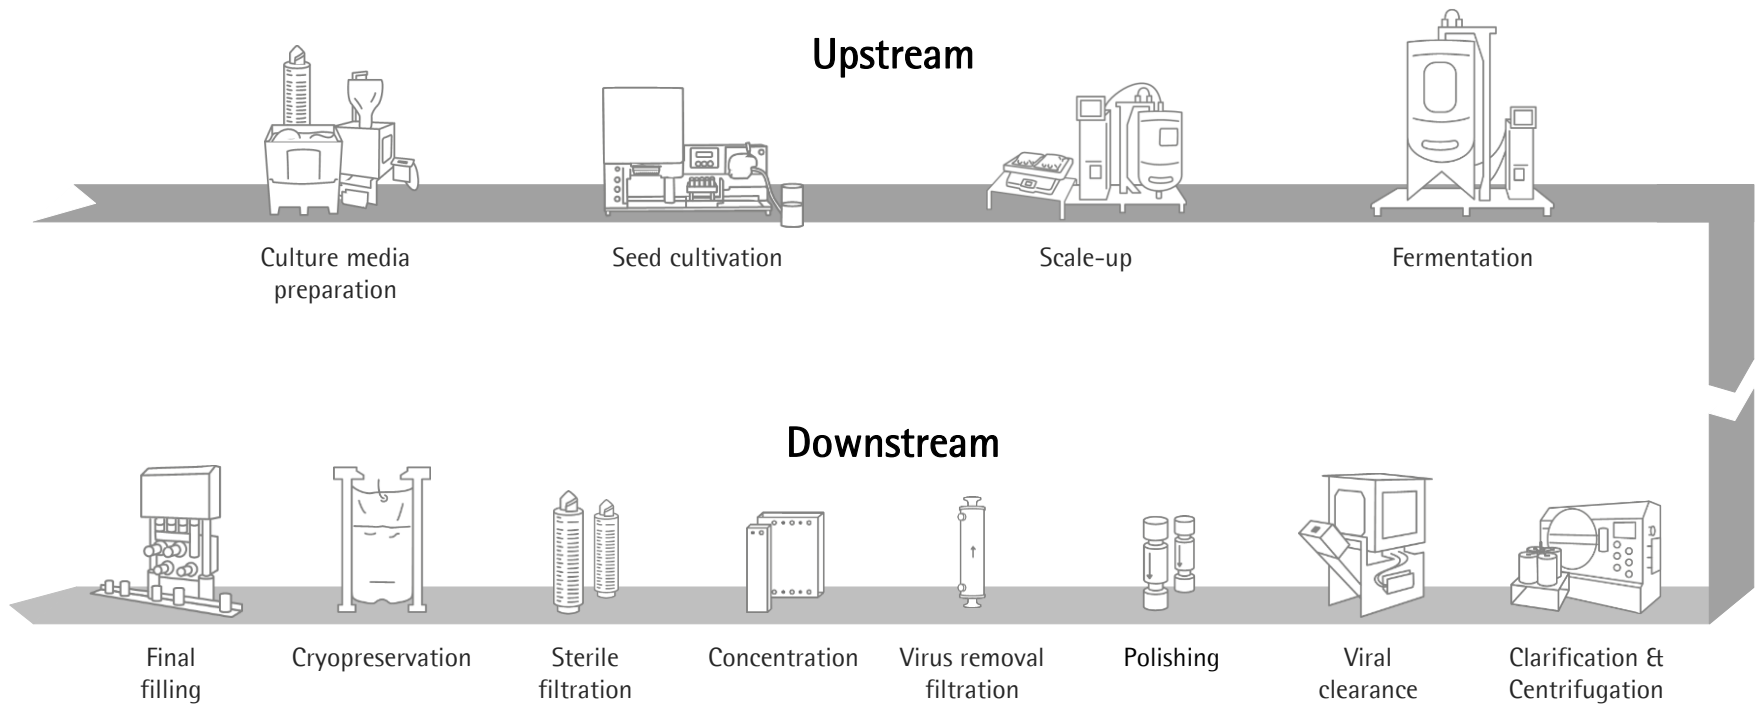 Upstream
Culture media
preparation
Seed cultivation
Scale-up
Fermentation
Downstream
Final
filling
Cryopreservation
Sterile
filtration
Concentration
Virus removal
filtration
Polishing
Viral
clearance
Clarification &
Centrifugation